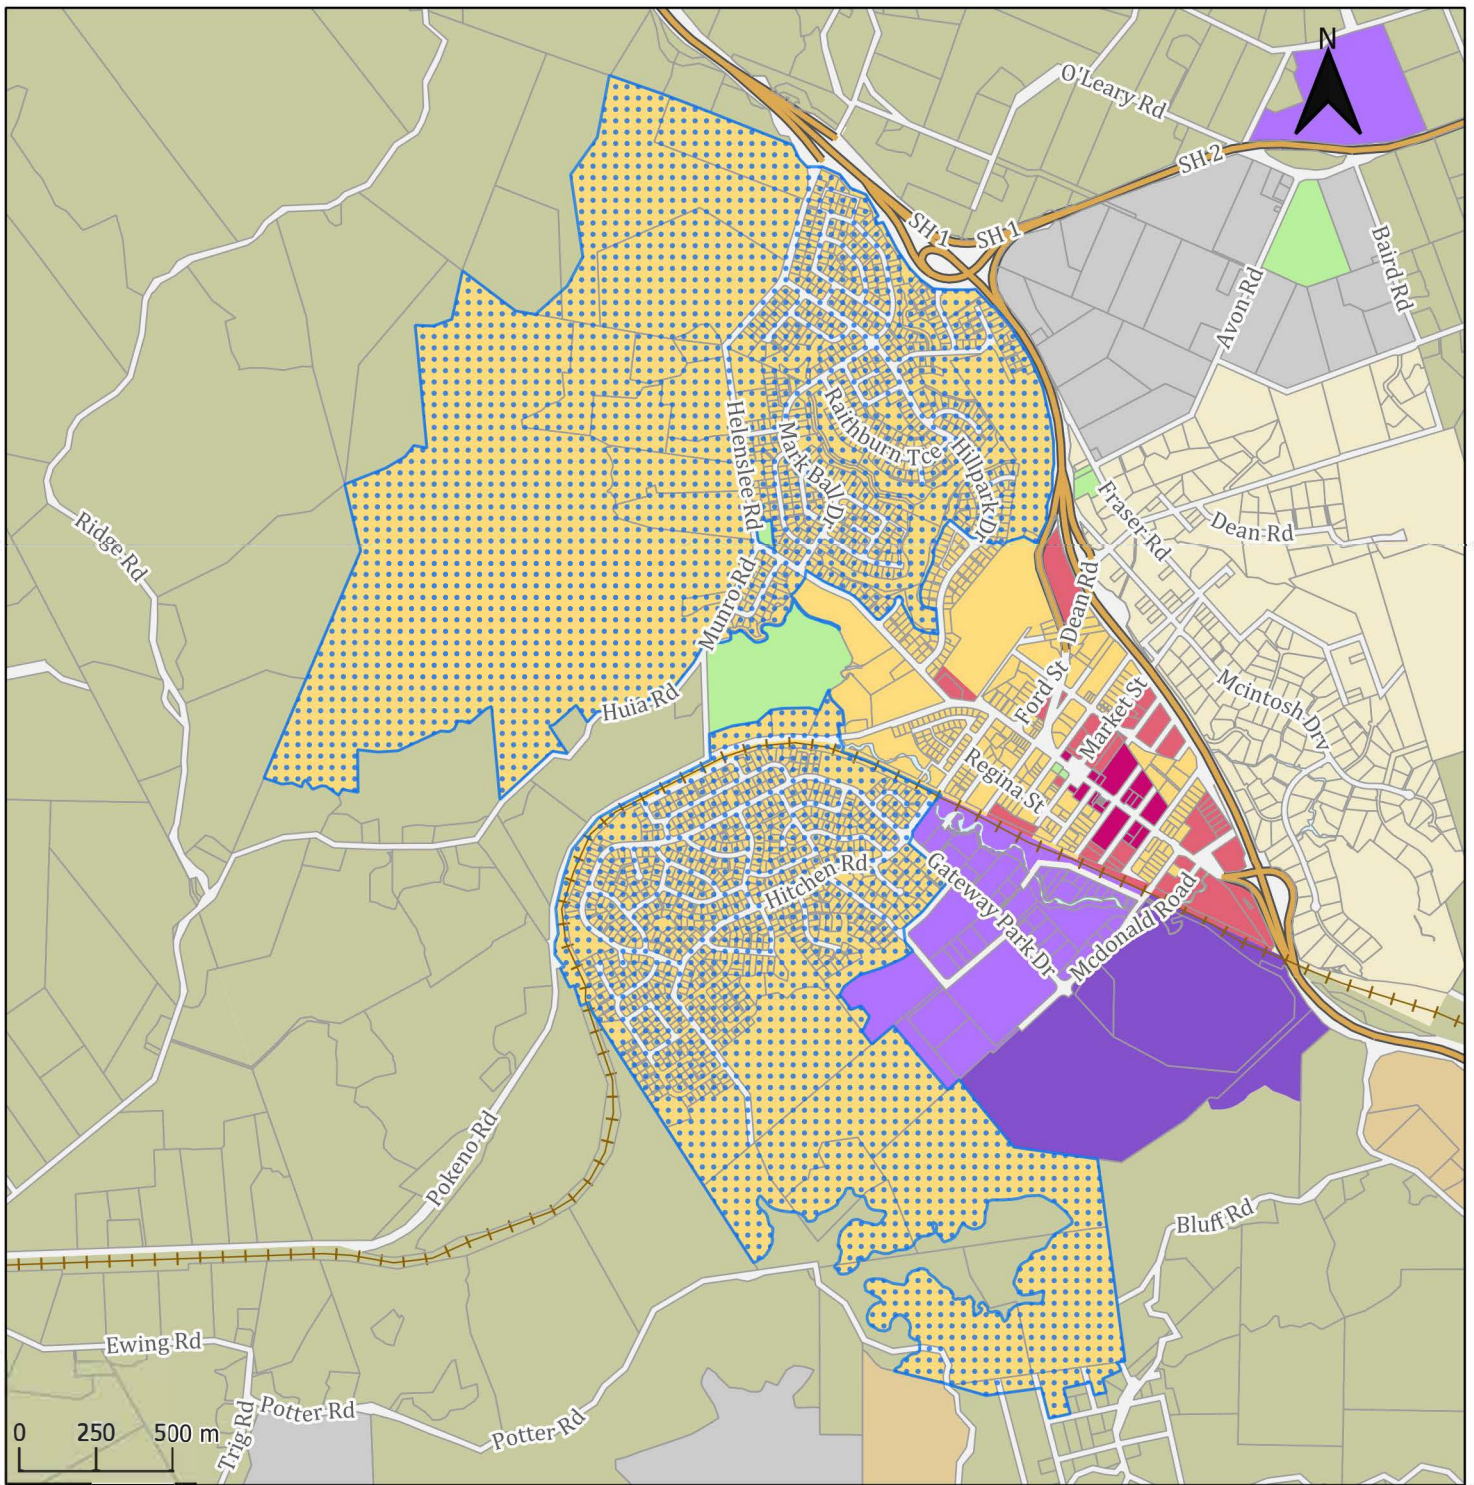 N
O'Leary Rd
SH 2
SH 1
SH 1
Baird Rd
Avon Rd
Raithburn Tce
Helenslee Rd
Mark Ball Dr
Hillpark Dr
Fraser Rd
Dean Rd
Ridge Rd
Munro Rd
Dean Rd
Ford St
Market St
Mcintosh Drv
Huia Rd
Regina St
Hitchen Rd
Gateway Park Dr
Mcdonald Road
Pokeno Rd
Bluff Rd
Ewing Rd
Potter Rd
Potter Rd
Trig Rd
0 250 500 m